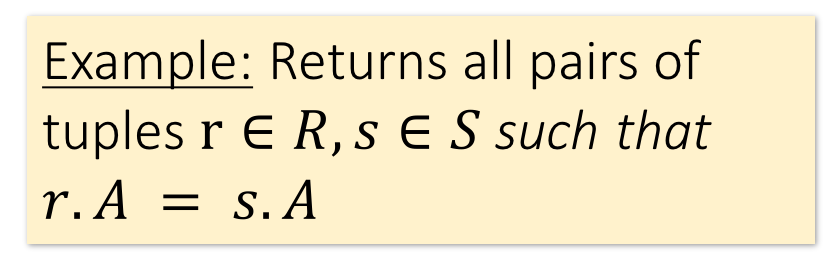 Example: Returns all pairs of
tuples r ∈ R, s ∈ S such that
r. A = s. A